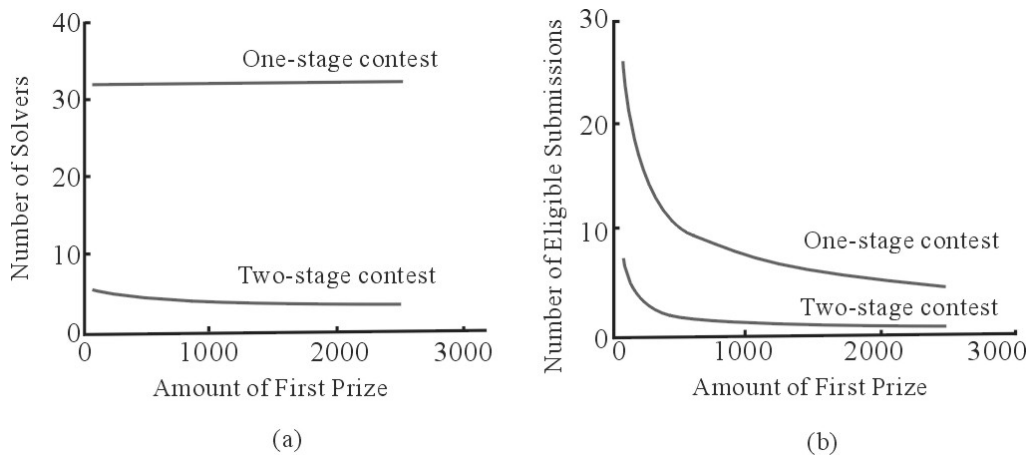 40
One-stage contest
30
Number of Solvers
20
10
Two-stage contest
0
0 1000 2000 3000
Amount of First Prize
(a)
30
Number of Eligible Submissions
20
10
One-stage contest
Two-stage contest
0
0 1000 2000 3000
Amount of First Prize
(b)